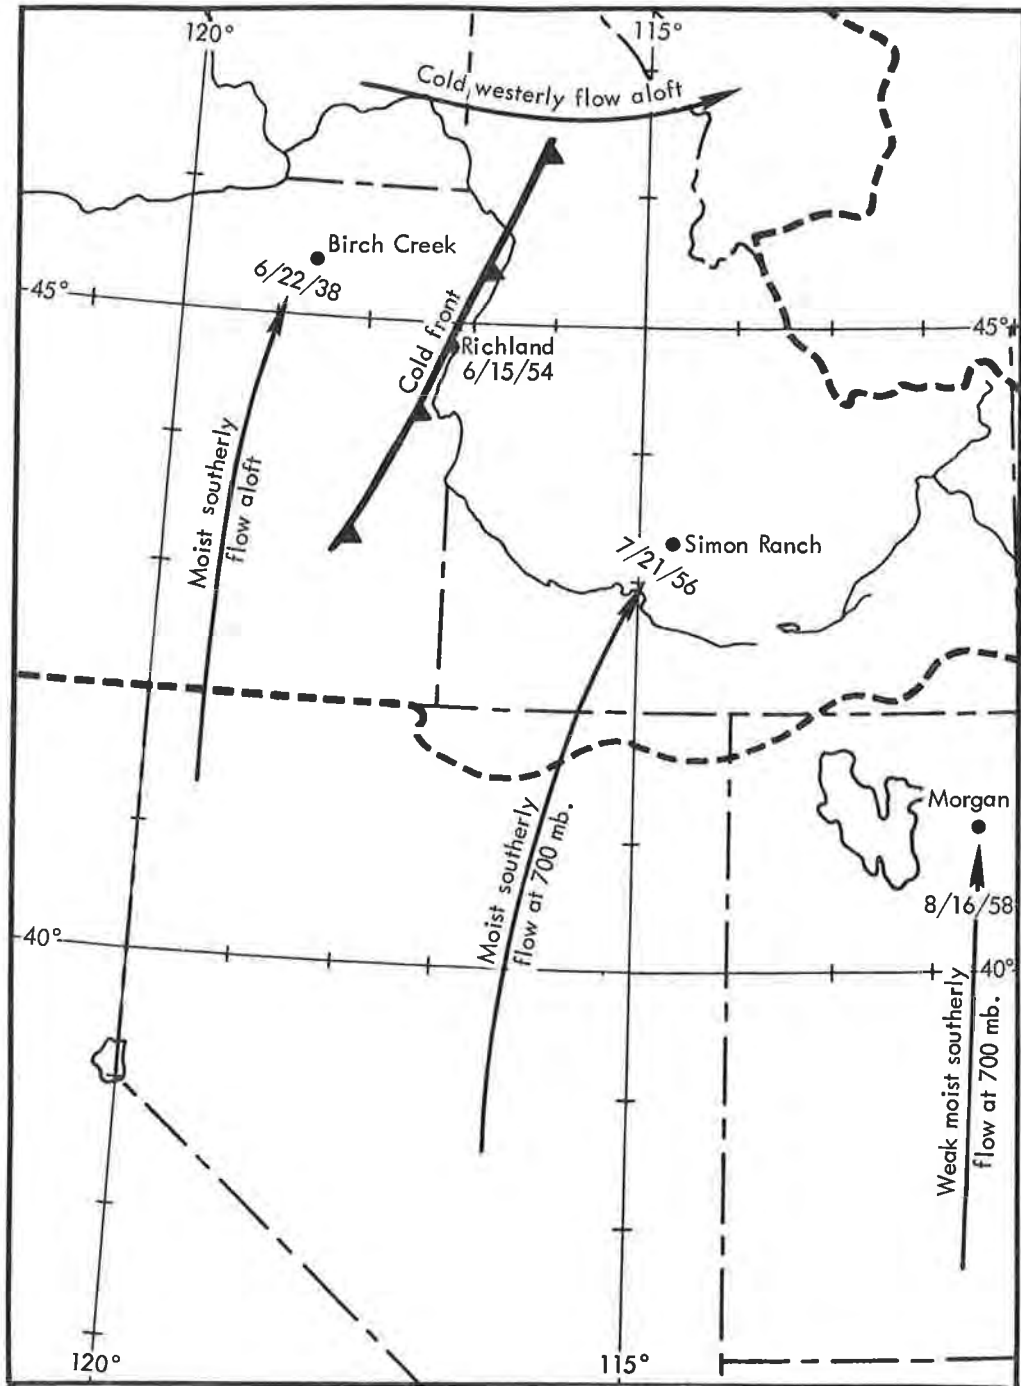 120°
115°
Cold westerly flow aloft
Birch Creek
6/22/38
45°
45°
Cold front
Richland
6/15/54
Moist southerly
flow aloft
7/21/56
Simon Ranch
Moist southerly
flow at 700 mb.
Morgan
8/16/58
40°
40°
Weak moist southerly
flow at 700 mb.
120°
115°